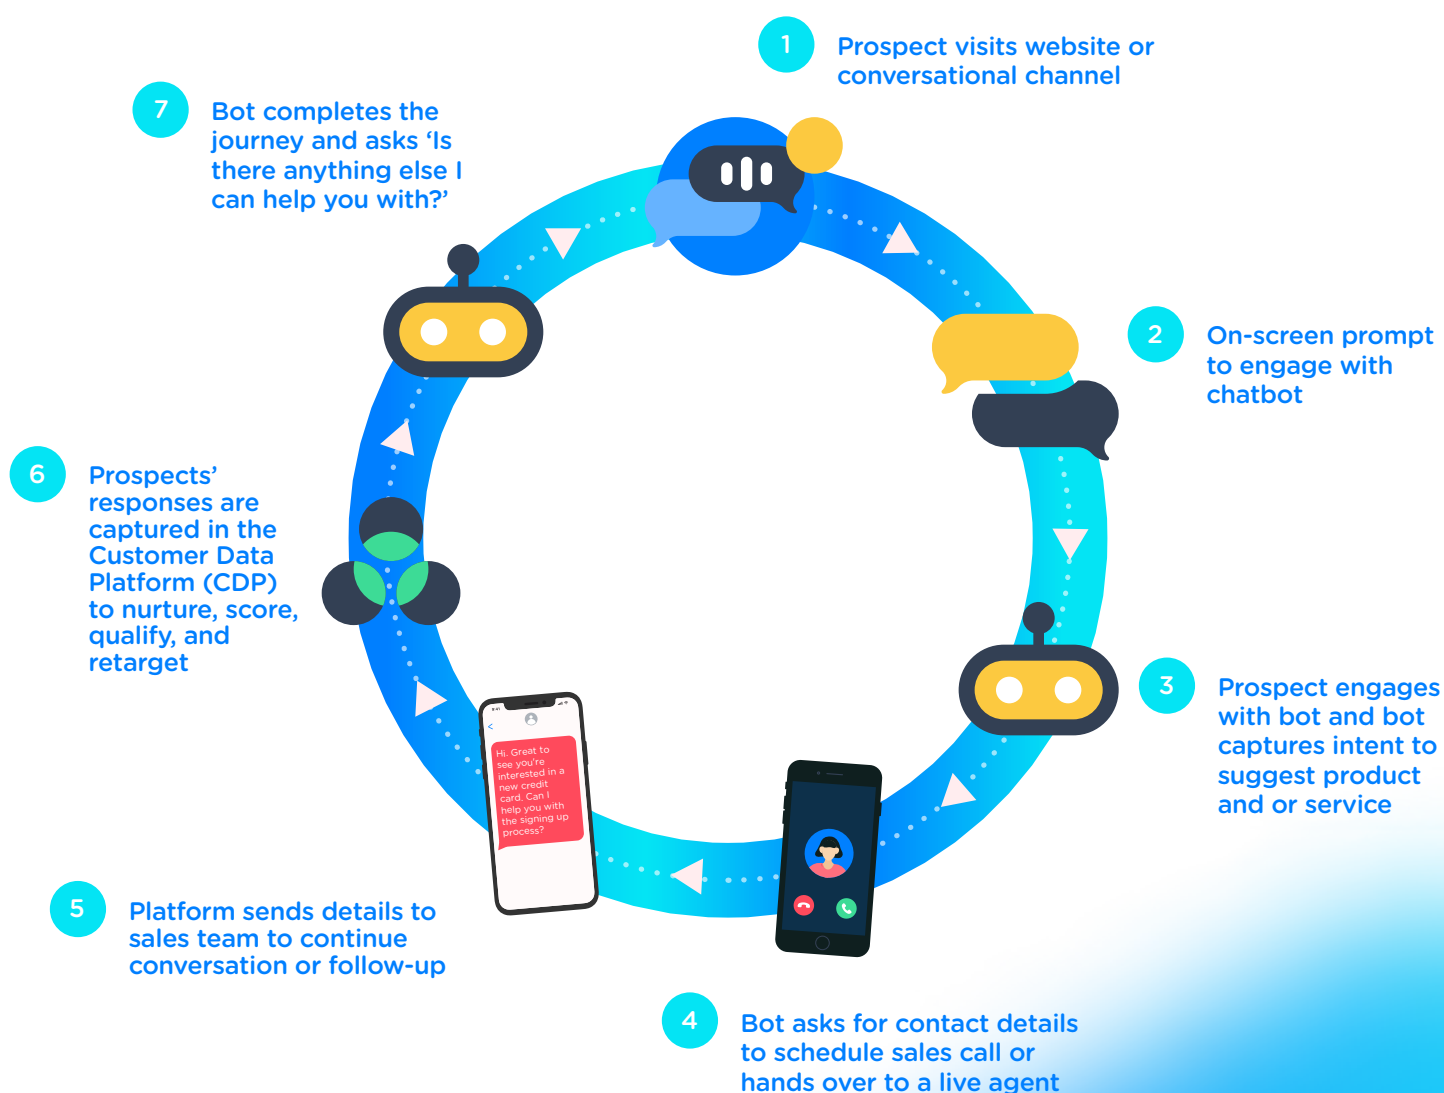 1
Prospect visits website or
conversational channel
2
On-screen prompt
to engage with
chatbot
3
Prospect engages
with bot and bot
captures intent to
suggest product
and or service
4
Bot asks for contact details
to schedule sales call or
hands over to a live agent
5
Platform sends details to
sales team to continue
conversation or follow-up
6
Prospects’
responses are
captured in the
Customer Data
Platform (CDP)
to nurture, score,
qualify, and
retarget
7
Bot completes the
journey and asks ‘Is
there anything else I
can help you with?’
9:41
<
Hi. Great to
see you're
interested in a
new credit
card. Can I
help you with
the signing up
process?